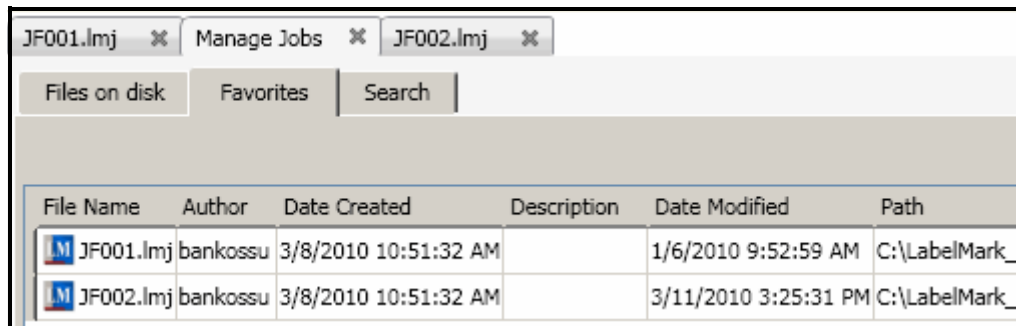 JF001.lmj Manage Jobs JF002.lmj
Files on disk Favorites Search
File Name Author Date Created Description Date Modified Path
LM JF001.lmj bankossu 3/8/2010 10:51:32 AM 1/6/2010 9:52:59 AM C:\LabelMark_
LM JF002.lmj bankossu 3/8/2010 10:51:32 AM 3/11/2010 3:25:31 PM C:\LabelMark_